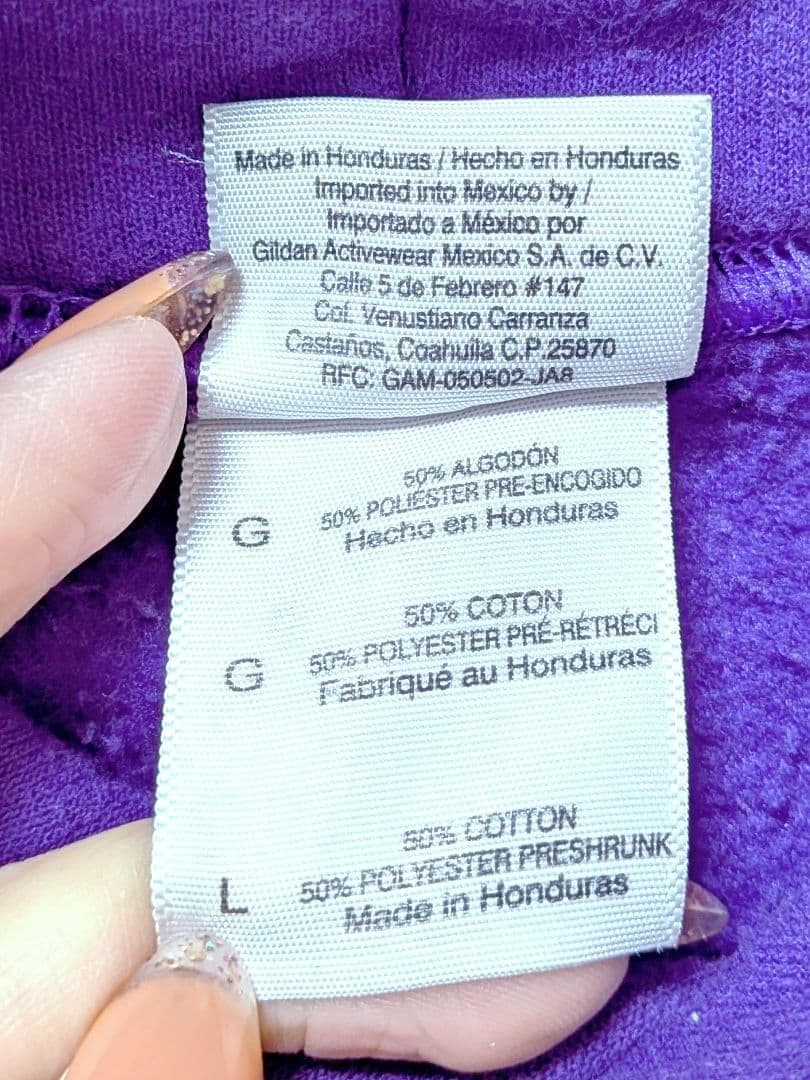 Made in Honduras / Hecho en Honduras
Imported into Mexico by /
Importado a México por
Gildan Activewear Mexico S.A. de C.V.
Calle 5 de Febrero #147
Col. Venustiano Carranza
Castaños, Coahuila C.P.25870
RFC: GAM-050502-JA8
50% ALGODÓN
50% POLIÉSTER PRE-ENCOGIDO
G Hecho en Honduras
50% COTON
50% POLYESTER PRÉ-RÉTRÉCI
G Fabriqué au Honduras
50% COTTON
50% POLYESTER PRESHRUNK
L Made in Honduras